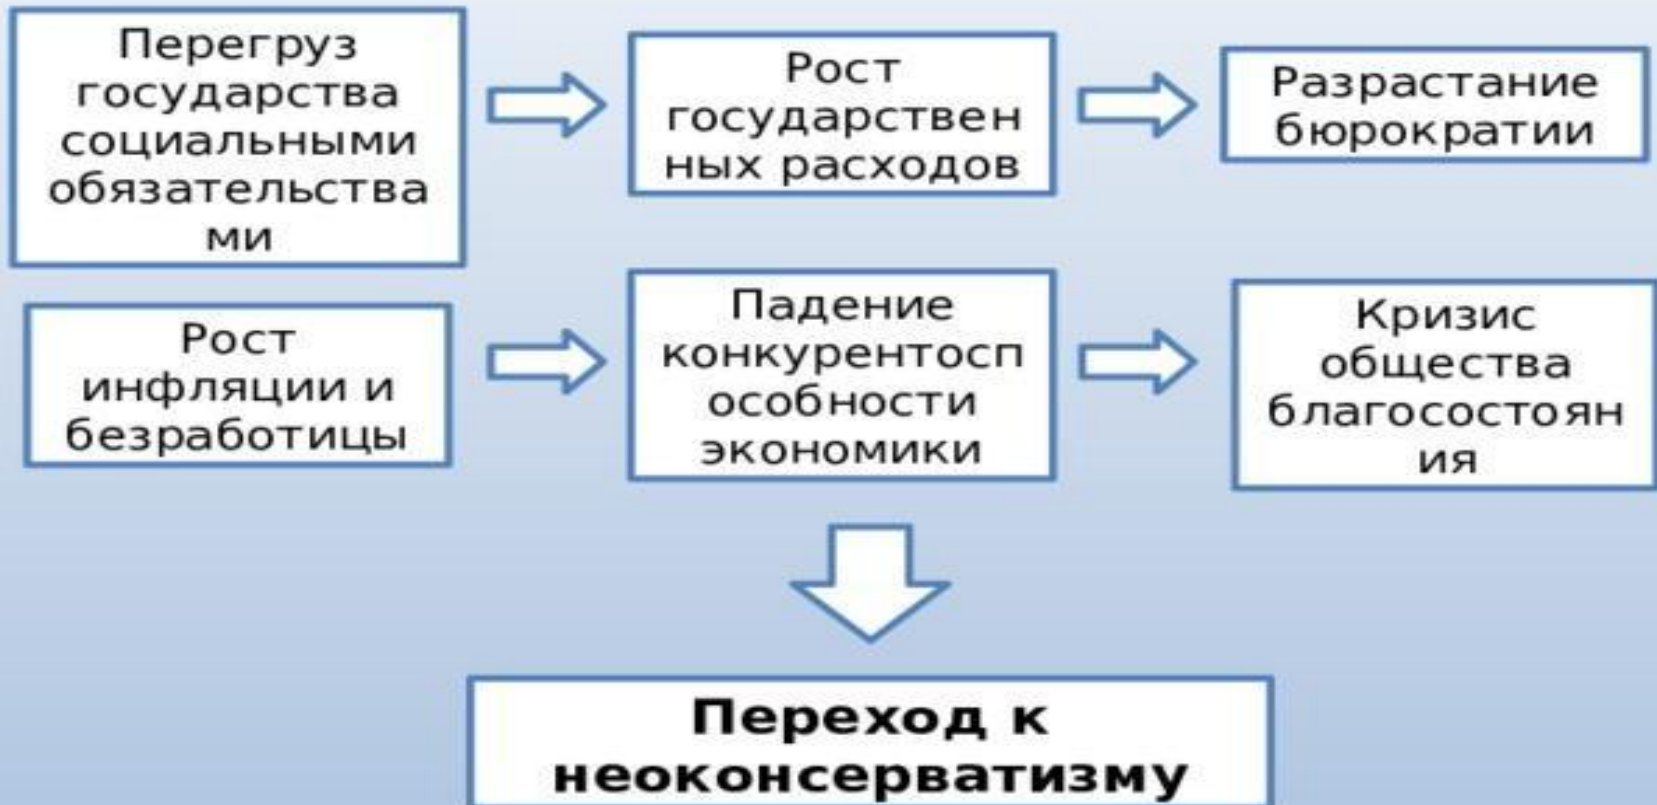 Перегруз
государства
социальными
обязательства
ми
Рост
государствен
ных расходов
Разрастание
бюрократии
Рост
инфляции и
безработицы
Падение
конкурентосп
особности
экономики
Кризис
общества
благосостоян
ия
Переход к
неоконсерватизму